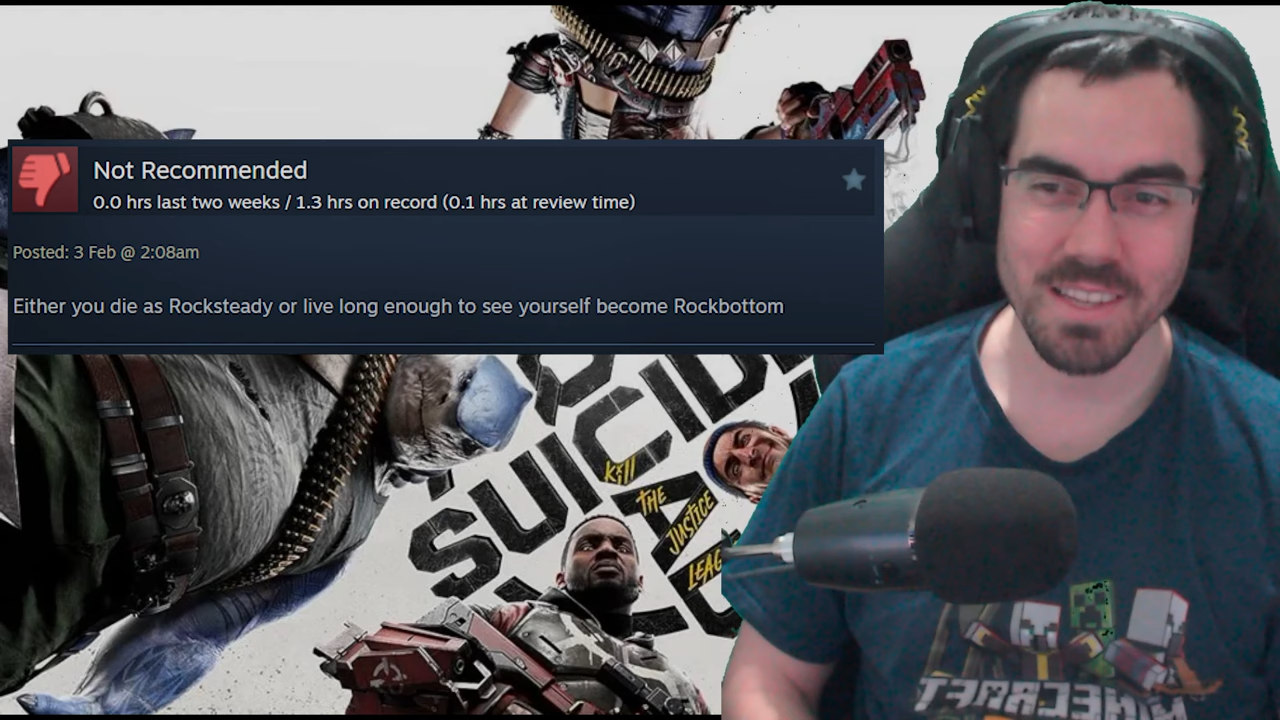 Not Recommended
0.0 hrs last two weeks / 1.3 hrs on record (0.1 hrs at review time)
Posted: 3 Feb @ 2:08am
Either you die as Rocksteady or live long enough to see yourself become Rockbottom
SUICID
Kill
THE
JUSTICE
LEAG
MINECRAFT